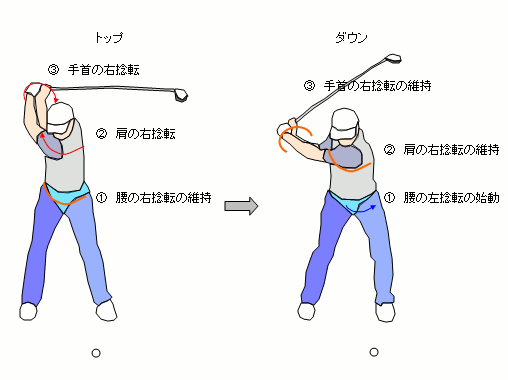 トップ
③ 手首の右捻転
② 肩の右捻転
① 腰の右捻転の維持
ダウン
③ 手首の右捻転の維持
② 肩の右捻転の維持
① 腰の左捻転の始動